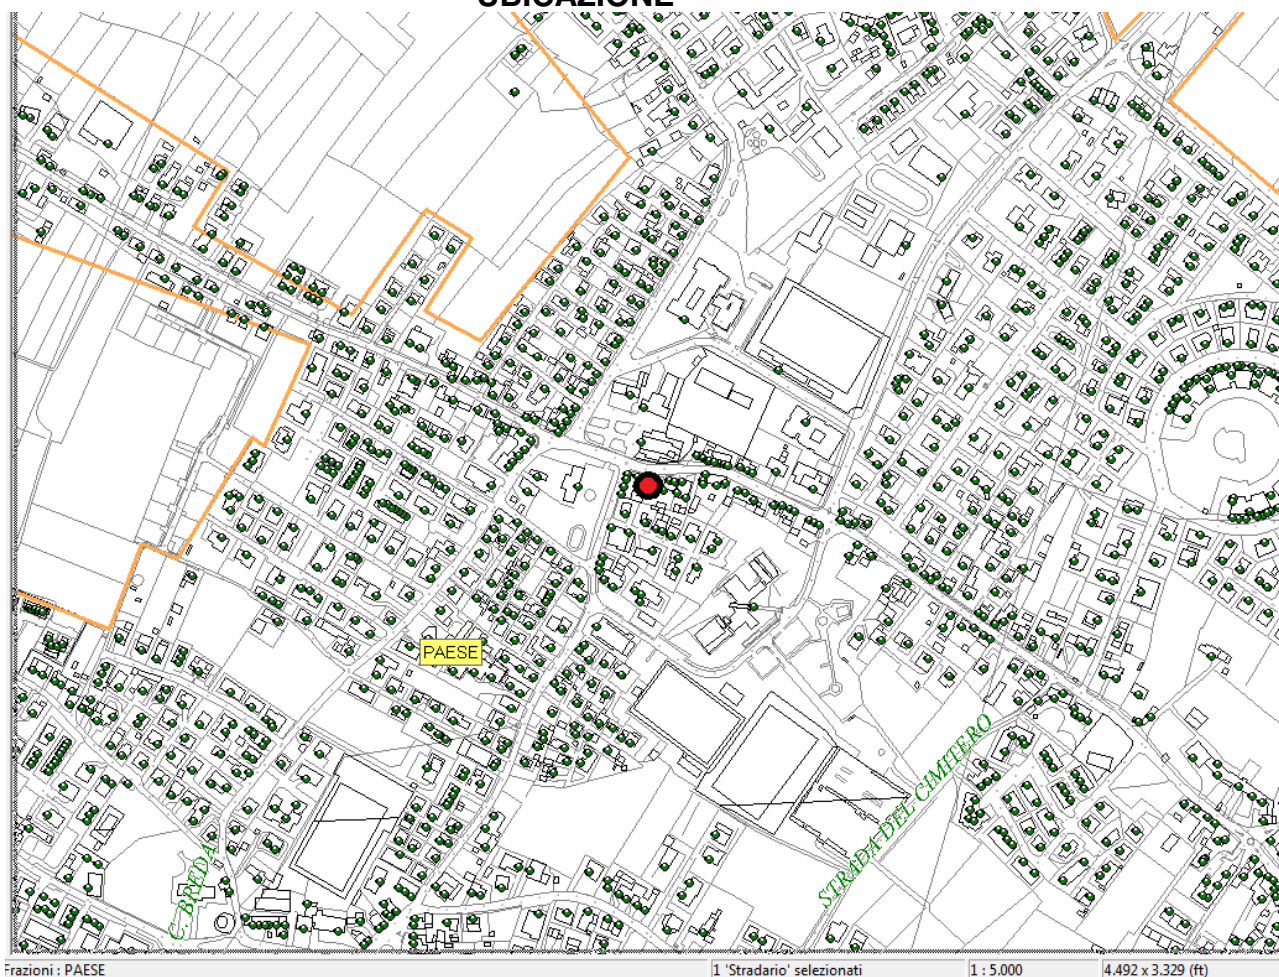 UBICAZIONE
PAESE
STRADA DEL CIMITERO
C. BREDA
Frazioni : PAESE
1 'Stradario' selezionati
1 : 5.000
4.492 x 3.329 (ft)